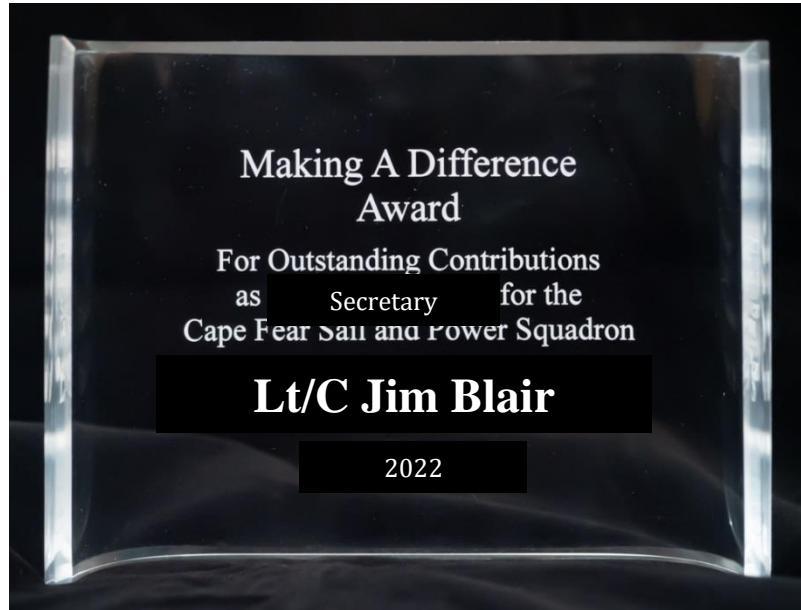 Making A Difference
Award
For Outstanding Contributions
as Secretary for the
Cape Fear Sail and Power Squadron
Lt/C Jim Blair
2022